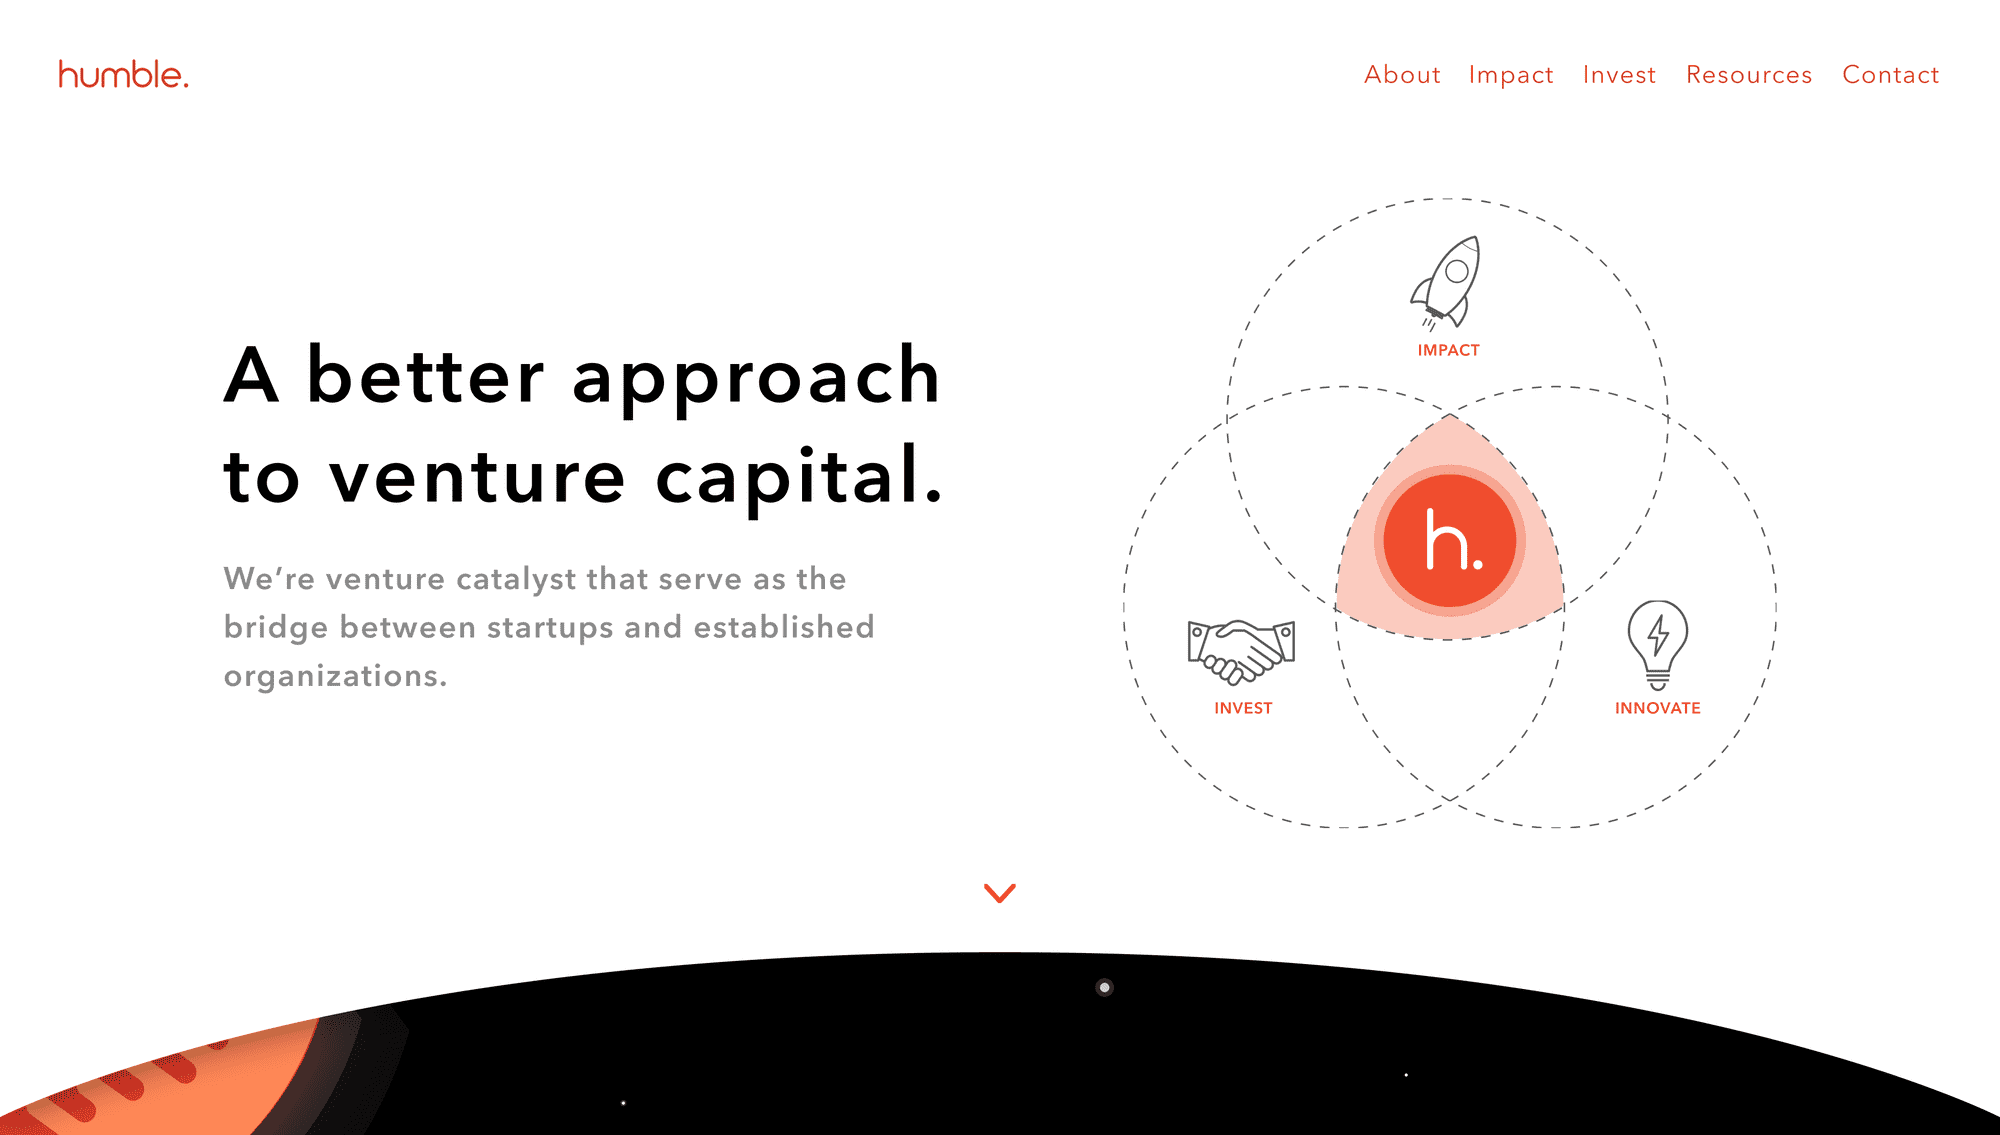 humble.
About Impact Invest Resources Contact
A better approach
to venture capital.
We’re venture catalyst that serve as the
bridge between startups and established
organizations.
IMPACT
h.
INVEST
INNOVATE